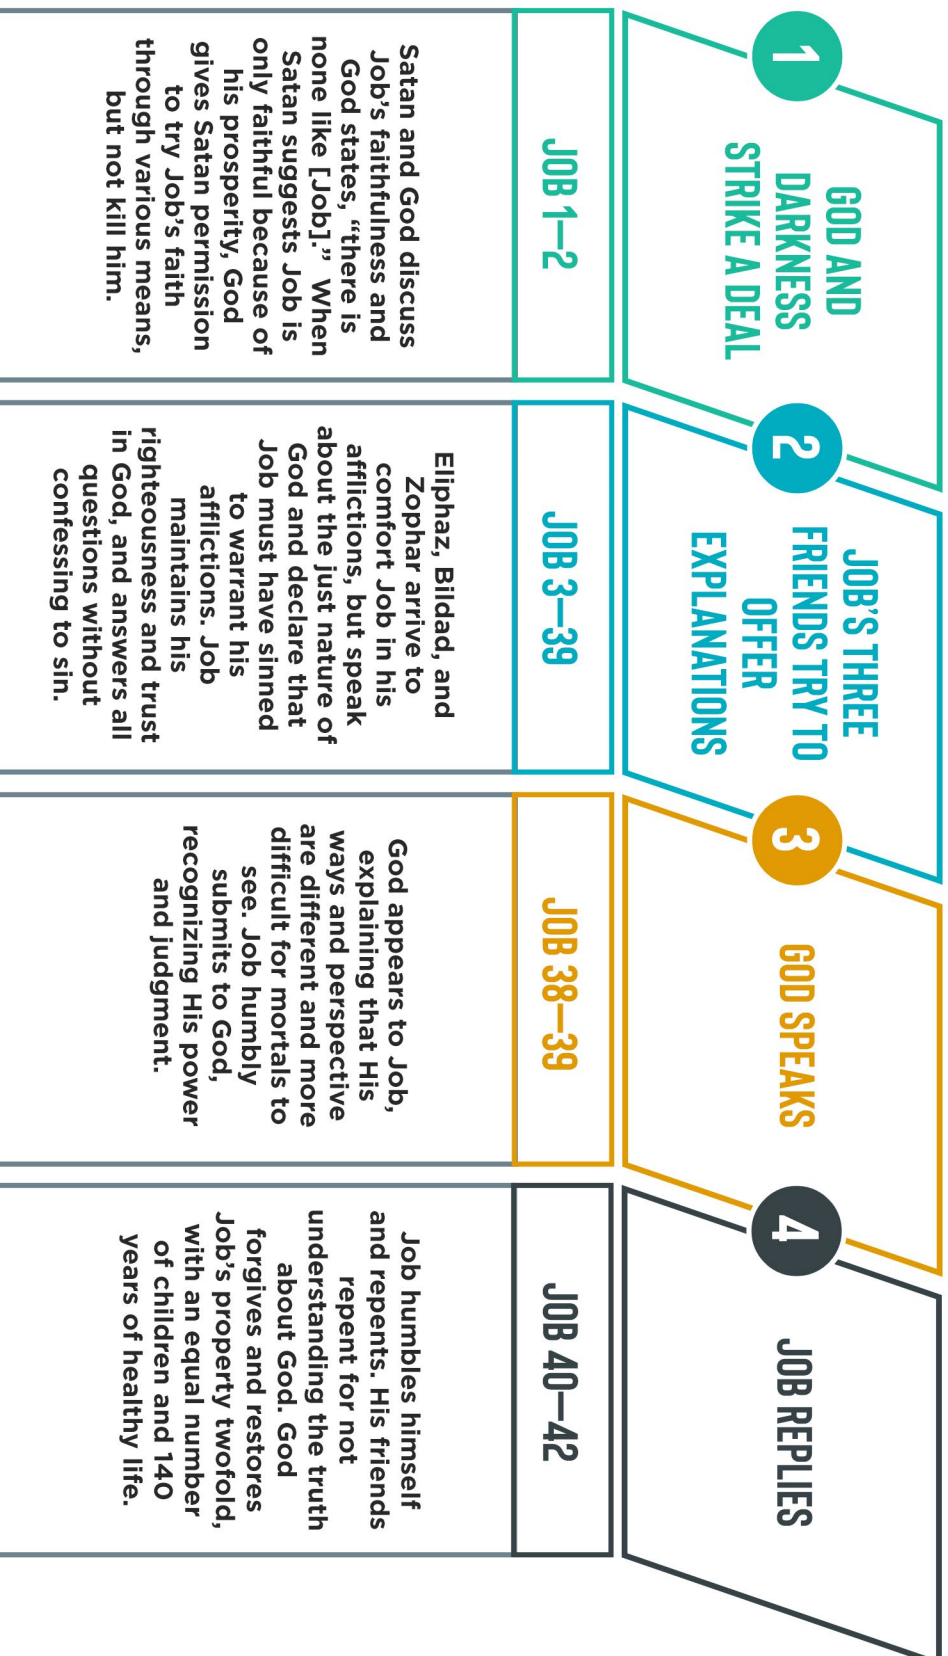 1
GOD AND
DARKNESS
STRIKE A DEAL
JOB 1–2
Satan and God discuss
Job’s faithfulness and
God states, “there is
none like [Job].” When
Satan suggests Job is
only faithful because of
his prosperity, God
gives Satan permission
to try Job’s faith
through various means,
but not kill him.
2
JOB’S THREE
FRIENDS TRY TO
OFFER
EXPLANATIONS
JOB 3–39
Eliphaz, Bildad, and
Zophar arrive to
comfort Job in his
afflictions, but speak
about the just nature of
God and declare that
Job must have sinned
to warrant his
afflictions. Job
maintains his
righteousness and trust
in God, and answers all
questions without
confessing to sin.
3
GOD SPEAKS
JOB 38–39
God appears to Job,
explaining that His
ways and perspective
are different and more
difficult for mortals to
see. Job humbly
submits to God,
recognizing His power
and judgment.
4
JOB REPLIES
JOB 40–42
Job humbles himself
and repents. His friends
repent for not
understanding the truth
about God. God
forgives and restores
Job’s property twofold,
with an equal number
of children and 140
years of healthy life.